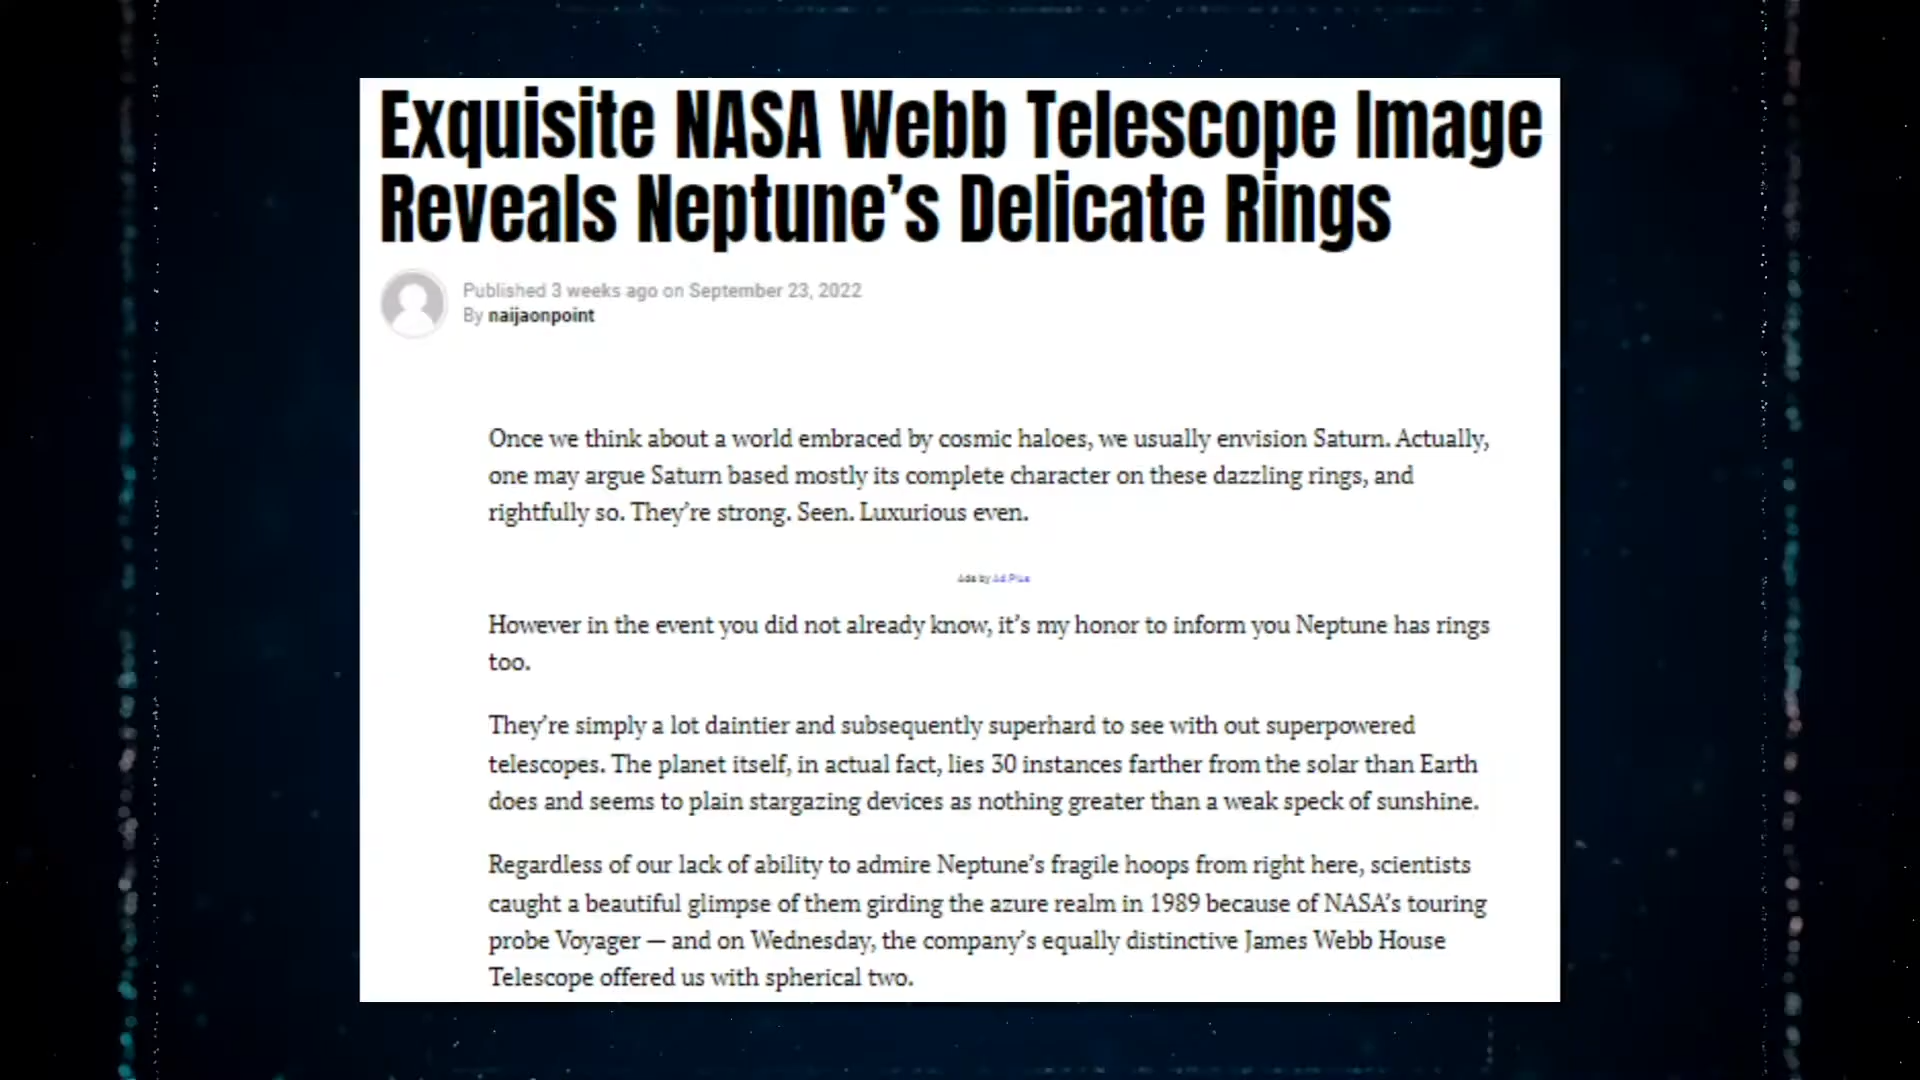 Exquisite NASA Webb Telescope Image
Reveals Neptune’s Delicate Rings
Published 3 weeks ago on September 23, 2022
By naijaonpoint
Once we think about a world embraced by cosmic haloes, we usually envision Saturn. Actually,
one may argue Saturn based mostly its complete character on these dazzling rings, and
rightfully so. They’re strong. Seen. Luxurious even.
Ads by Ad.Plus
However in the event you did not already know, it’s my honor to inform you Neptune has rings
too.
They’re simply a lot daintier and subsequently superhard to see with out superpowered
telescopes. The planet itself, in actual fact, lies 30 instances farther from the solar than Earth
does and seems to plain stargazing devices as nothing greater than a weak speck of sunshine.
Regardless of our lack of ability to admire Neptune’s fragile hoops from right here, scientists
caught a beautiful glimpse of them girding the azure realm in 1989 because of NASA’s touring
probe Voyager — and on Wednesday, the company’s equally distinctive James Webb House
Telescope offered us with spherical two.